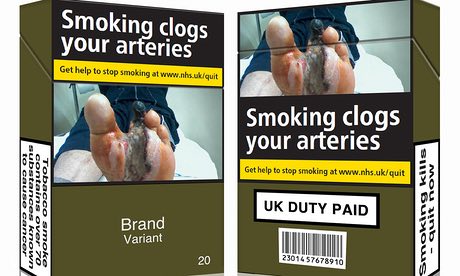 Smoking clogs
your arteries
Get help to stop smoking at www.nhs.uk/quit
Brand
Variant
20
Tobacco smoke
contains over 70
substances known
to cause cancer
Smoking clogs
your arteries
Get help to stop smoking at www.nhs.uk/quit
UK DUTY PAID
2301457678910
Smoking kills
- quit now